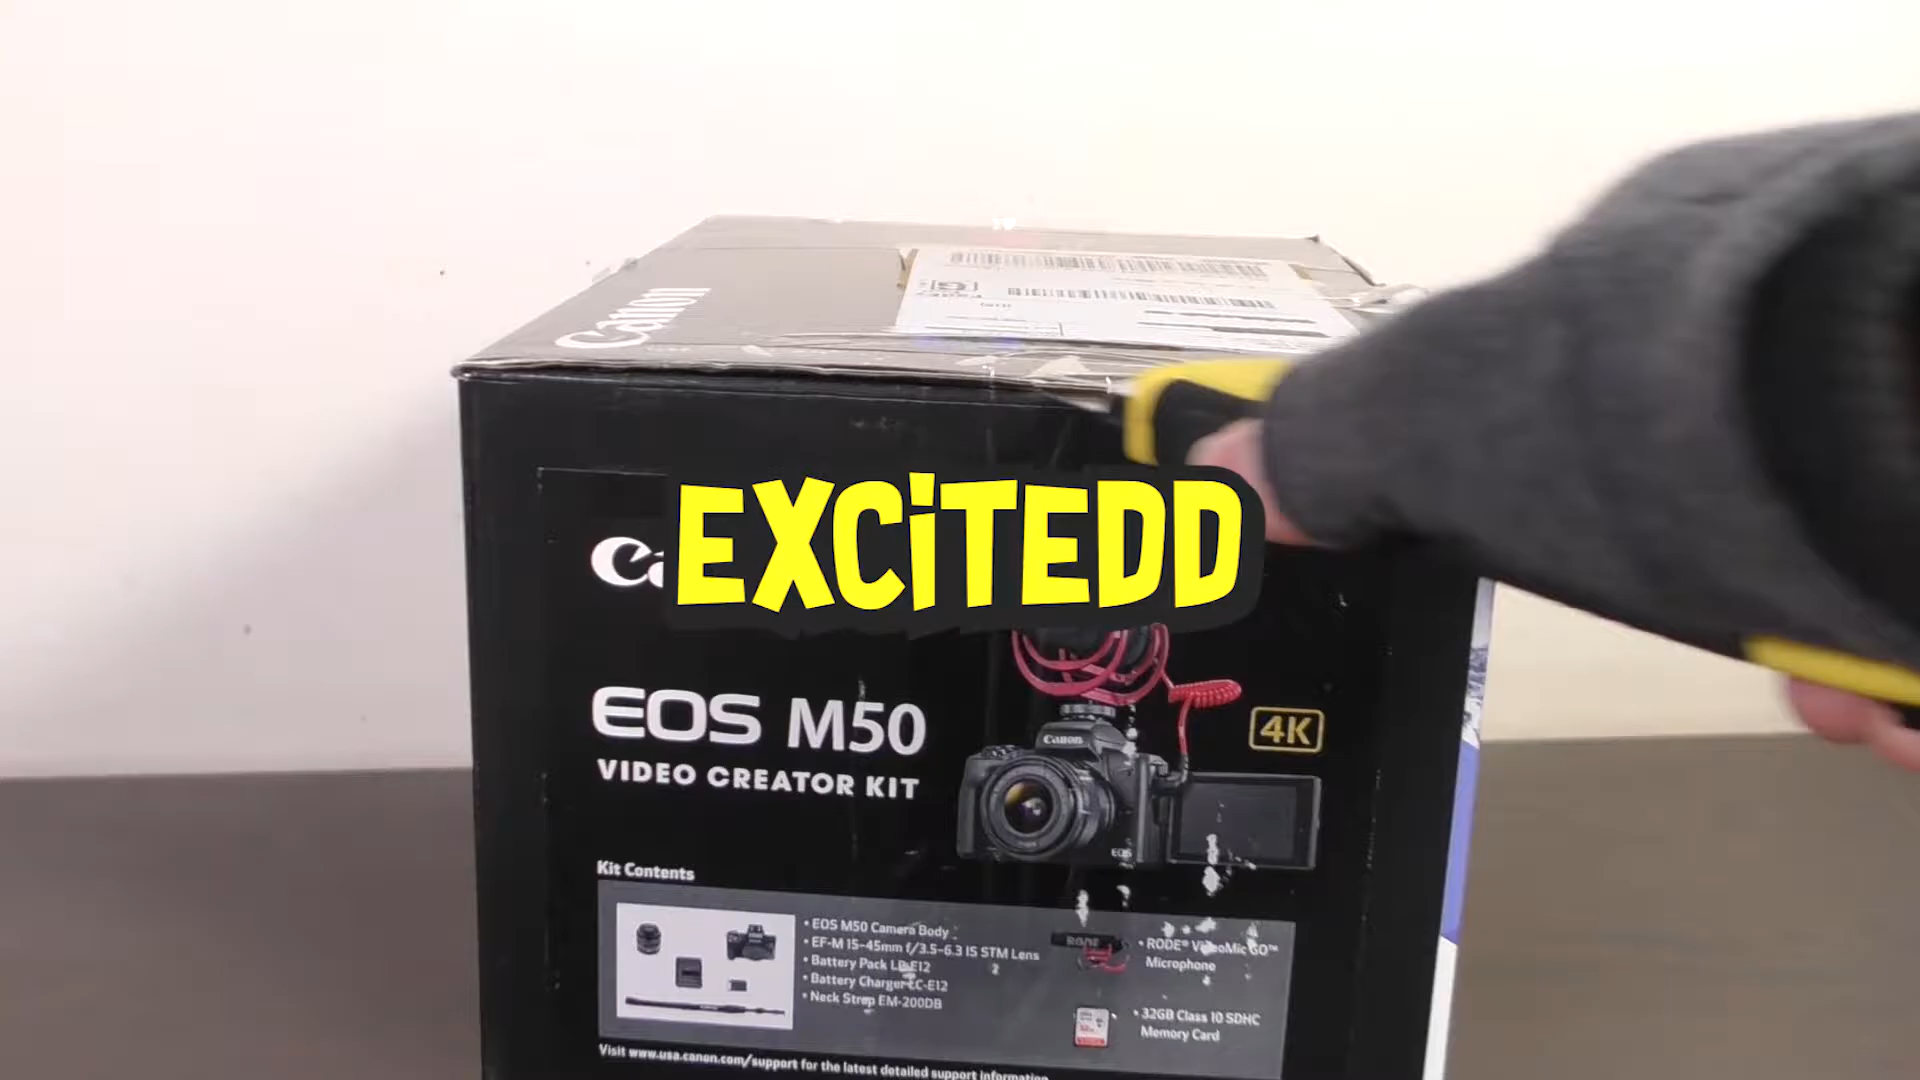 Canon
EXCiTEDD
EOS M50
VIDEO CREATOR KIT
Canon
EOS
4K
Kit Contents
• EOS M50 Camera Body
• EF-M 15-45mm f/3.5-6.3 IS STM Lens
• Battery Pack LP-E12
• Battery Charger LC-E12
• Neck Strap EM-200DB
RODE
• RODE® VideoMic GO™
Microphone
• 32GB Class 10 SDHC
Memory Card
Visit www.usa.canon.com/support for the latest detailed support information